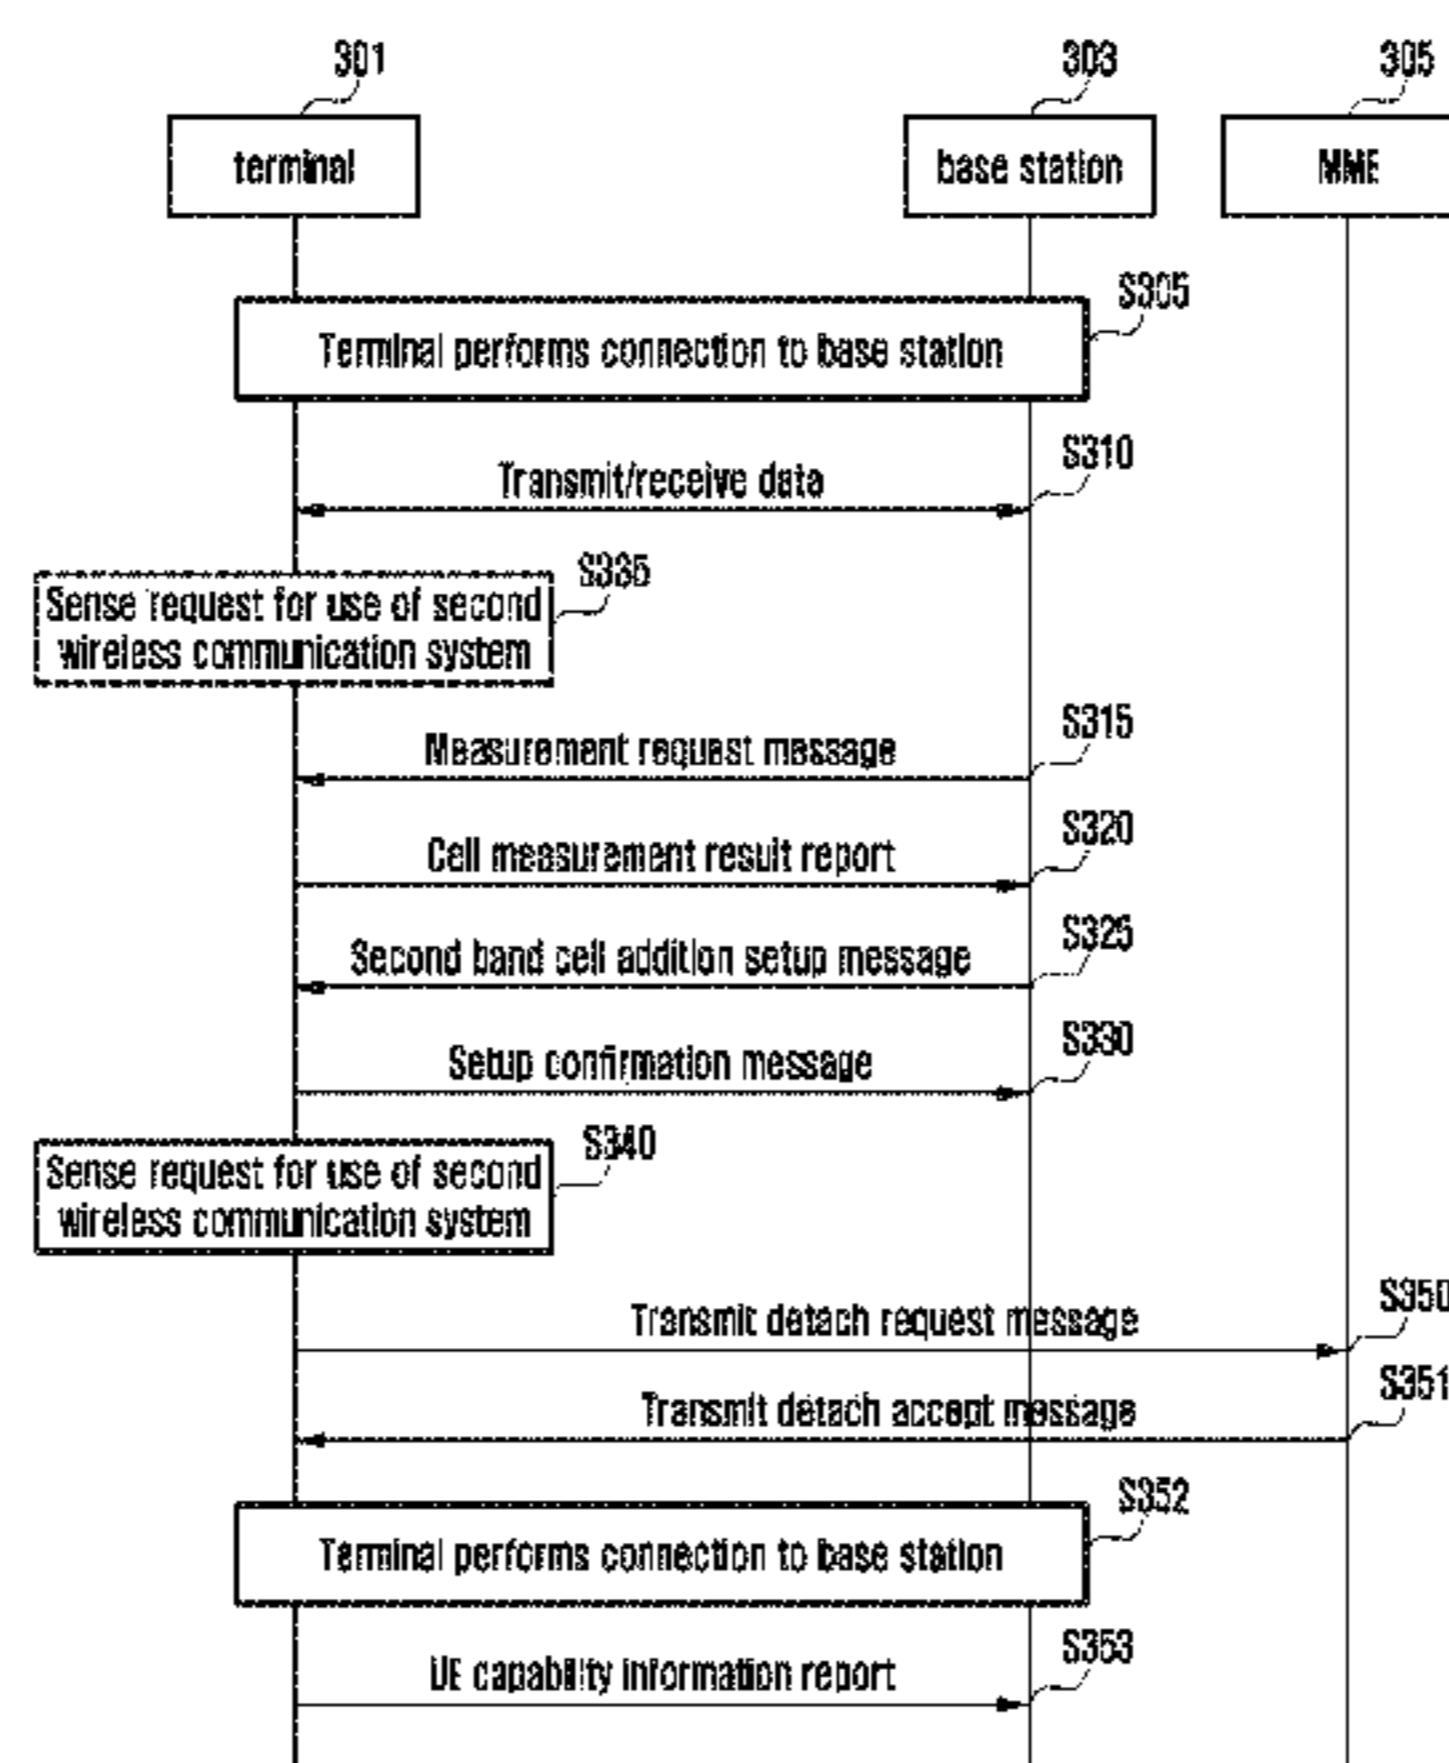 301
303
305
terminal
base station
MME
S305
Terminal performs connection to base station
S310
Transmit/receive data
S335
Sense request for use of second
wireless communication system
S315
Measurement request message
S320
Cell measurement result report
S325
Second band cell addition setup message
S330
Setup confirmation message
S340
Sense request for use of second
wireless communication system
S350
Transmit detach request message
S351
Transmit detach accept message
S352
Terminal performs connection to base station
S353
UE capability information report